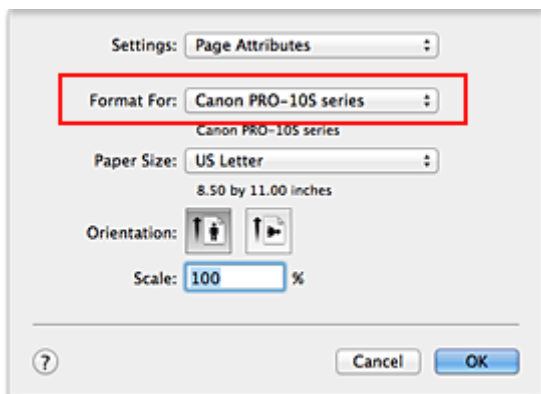 Settings: Page Attributes
Format For: Canon PRO-10S series
Canon PRO-10S series
Paper Size: US Letter
8.50 by 11.00 inches
Orientation:
Scale: 100 %
? Cancel OK